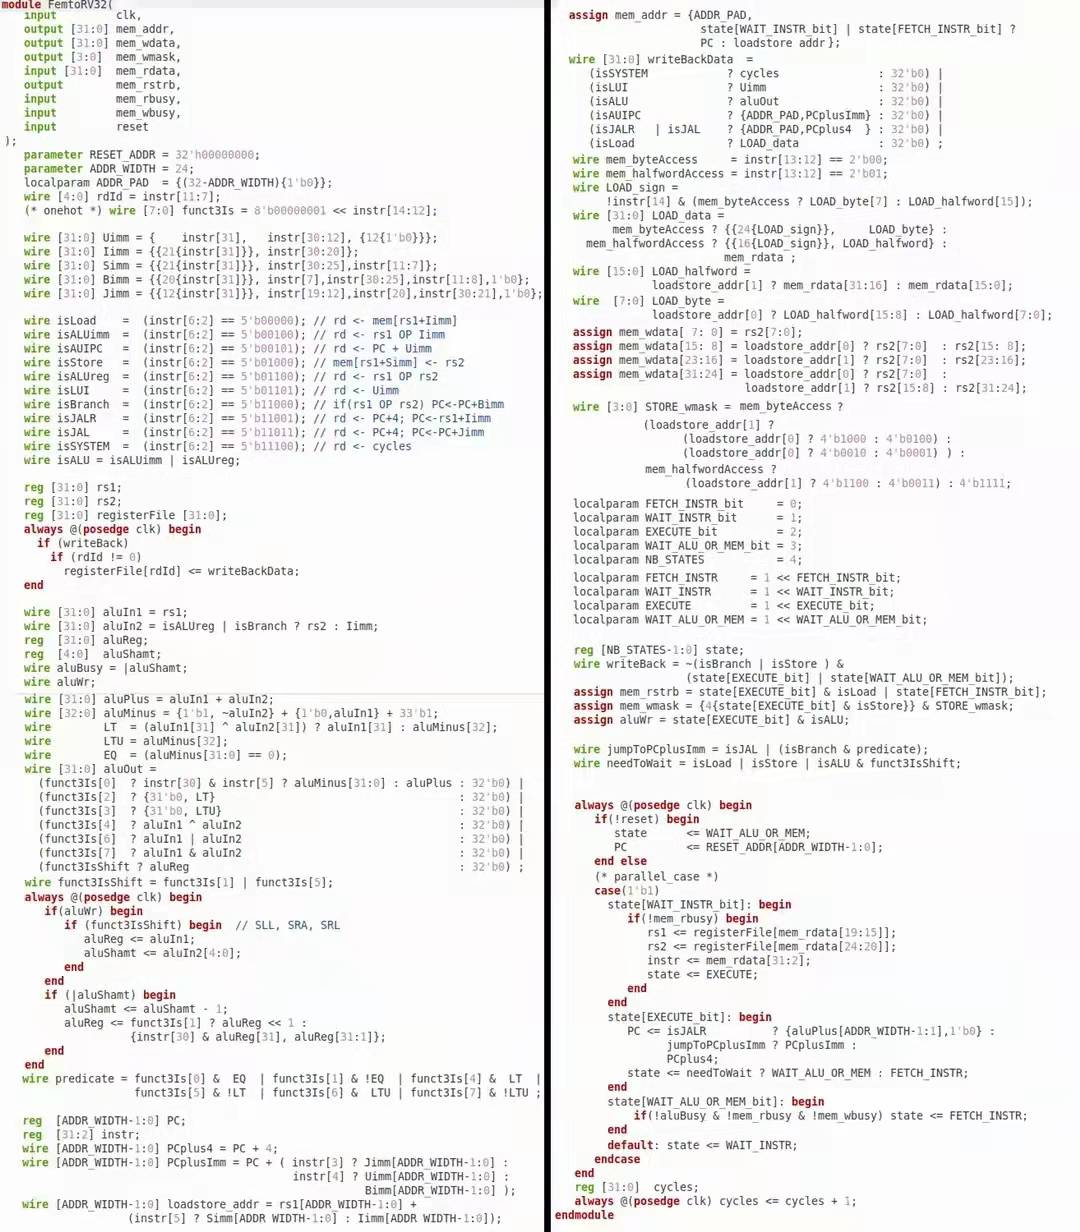 module FemtoRV32(
input clk,
output [31:0] mem_addr,
output [31:0] mem_wdata,
output [3:0] mem_wmask,
input [31:0] mem_rdata,
output mem_rstrb,
input mem_rbusy,
input mem_wbusy,
input reset
);
parameter RESET_ADDR = 32'h00000000;
parameter ADDR_WIDTH = 24;
localparam ADDR_PAD = {(32-ADDR_WIDTH){1'b0}};
wire [4:0] rdId = instr[11:7];
(* onehot *) wire [7:0] funct3Is = 8'b00000001 << instr[14:12];
wire [31:0] Uimm = { instr[31], instr[30:12], {12{1'b0}}};
wire [31:0] Iimm = {{21{instr[31]}}, instr[30:20]};
wire [31:0] Simm = {{21{instr[31]}}, instr[30:25],instr[11:7]};
wire [31:0] Bimm = {{20{instr[31]}}, instr[7],instr[30:25],instr[11:8],1'b0};
wire [31:0] Jimm = {{12{instr[31]}}, instr[19:12],instr[20],instr[30:21],1'b0};
wire isLoad = (instr[6:2] == 5'b00000); // rd <- mem[rs1+Iimm]
wire isALUimm = (instr[6:2] == 5'b00100); // rd <- rs1 OP Iimm
wire isAUIPC = (instr[6:2] == 5'b00101); // rd <- PC + Uimm
wire isStore = (instr[6:2] == 5'b01000); // mem[rs1+Simm] <- rs2
wire isALUreg = (instr[6:2] == 5'b01100); // rd <- rs1 OP rs2
wire isLUI = (instr[6:2] == 5'b01101); // rd <- Uimm
wire isBranch = (instr[6:2] == 5'b11000); // if(rs1 OP rs2) PC<-PC+Bimm
wire isJALR = (instr[6:2] == 5'b11001); // rd <- PC+4; PC<-rs1+Iimm
wire isJAL = (instr[6:2] == 5'b11011); // rd <- PC+4; PC<-PC+Jimm
wire isSYSTEM = (instr[6:2] == 5'b11100); // rd <- cycles
wire isALU = isALUimm | isALUreg;
reg [31:0] rs1;
reg [31:0] rs2;
reg [31:0] registerFile [31:0];
always @(posedge clk) begin
if (writeBack)
if (rdId != 0)
registerFile[rdId] <= writeBackData;
end
wire [31:0] aluIn1 = rs1;
wire [31:0] aluIn2 = isALUreg | isBranch ? rs2 : Iimm;
reg [31:0] aluReg;
reg [4:0] aluShamt;
wire aluBusy = |aluShamt;
wire aluWr;
wire [31:0] aluPlus = aluIn1 + aluIn2;
wire [32:0] aluMinus = {1'b1, ~aluIn2} + {1'b0,aluIn1} + 33'b1;
wire LT = (aluIn1[31] ^ aluIn2[31]) ? aluIn1[31] : aluMinus[32];
wire LTU = aluMinus[32];
wire EQ = (aluMinus[31:0] == 0);
wire [31:0] aluOut =
(funct3Is[0] ? instr[30] & instr[5] ? aluMinus[31:0] : aluPlus : 32'b0) |
(funct3Is[2] ? {31'b0, LT} : 32'b0) |
(funct3Is[3] ? {31'b0, LTU} : 32'b0) |
(funct3Is[4] ? aluIn1 ^ aluIn2 : 32'b0) |
(funct3Is[6] ? aluIn1 | aluIn2 : 32'b0) |
(funct3Is[7] ? aluIn1 & aluIn2 : 32'b0) |
(funct3IsShift ? aluReg : 32'b0) ;
wire funct3IsShift = funct3Is[1] | funct3Is[5];
always @(posedge clk) begin
if(aluWr) begin
if (funct3IsShift) begin // SLL, SRA, SRL
aluReg <= aluIn1;
aluShamt <= aluIn2[4:0];
end
end
if (|aluShamt) begin
aluShamt <= aluShamt - 1;
aluReg <= funct3Is[1] ? aluReg << 1 :
{instr[30] & aluReg[31], aluReg[31:1]};
end
end
wire predicate = funct3Is[0] & EQ | funct3Is[1] & !EQ | funct3Is[4] & LT |
funct3Is[5] & !LT | funct3Is[6] & LTU | funct3Is[7] & !LTU ;
reg [ADDR_WIDTH-1:0] PC;
reg [31:2] instr;
wire [ADDR_WIDTH-1:0] PCplus4 = PC + 4;
wire [ADDR_WIDTH-1:0] PCplusImm = PC + ( instr[3] ? Jimm[ADDR_WIDTH-1:0] :
instr[4] ? Uimm[ADDR_WIDTH-1:0] :
Bimm[ADDR_WIDTH-1:0] );
wire [ADDR_WIDTH-1:0] loadstore_addr = rs1[ADDR_WIDTH-1:0] +
(instr[5] ? Simm[ADDR_WIDTH-1:0] : Iimm[ADDR_WIDTH-1:0]);
assign mem_addr = {ADDR_PAD,
state[WAIT_INSTR_bit] | state[FETCH_INSTR_bit] ?
PC : loadstore_addr};
wire [31:0] writeBackData =
(isSYSTEM ? cycles : 32'b0) |
(isLUI ? Uimm : 32'b0) |
(isALU ? aluOut : 32'b0) |
(isAUIPC ? {ADDR_PAD,PCplusImm} : 32'b0) |
(isJALR | isJAL ? {ADDR_PAD,PCplus4 } : 32'b0) |
(isLoad ? LOAD_data : 32'b0) ;
wire mem_byteAccess = instr[13:12] == 2'b00;
wire mem_halfwordAccess = instr[13:12] == 2'b01;
wire LOAD_sign =
!instr[14] & (mem_byteAccess ? LOAD_byte[7] : LOAD_halfword[15]);
wire [31:0] LOAD_data =
mem_byteAccess ? {{24{LOAD_sign}}, LOAD_byte} :
mem_halfwordAccess ? {{16{LOAD_sign}}, LOAD_halfword} :
mem_rdata ;
wire [15:0] LOAD_halfword =
loadstore_addr[1] ? mem_rdata[31:16] : mem_rdata[15:0];
wire [7:0] LOAD_byte =
loadstore_addr[0] ? LOAD_halfword[15:8] : LOAD_halfword[7:0];
assign mem_wdata[ 7: 0] = rs2[7:0];
assign mem_wdata[15: 8] = loadstore_addr[0] ? rs2[7:0] : rs2[15: 8];
assign mem_wdata[23:16] = loadstore_addr[1] ? rs2[7:0] : rs2[23:16];
assign mem_wdata[31:24] = loadstore_addr[0] ? rs2[7:0] :
loadstore_addr[1] ? rs2[15:8] : rs2[31:24];
wire [3:0] STORE_wmask = mem_byteAccess ?
(loadstore_addr[1] ?
(loadstore_addr[0] ? 4'b1000 : 4'b0100) :
(loadstore_addr[0] ? 4'b0010 : 4'b0001) ) :
mem_halfwordAccess ?
(loadstore_addr[1] ? 4'b1100 : 4'b0011) : 4'b1111;
localparam FETCH_INSTR_bit = 0;
localparam WAIT_INSTR_bit = 1;
localparam EXECUTE_bit = 2;
localparam WAIT_ALU_OR_MEM_bit = 3;
localparam NB_STATES = 4;
localparam FETCH_INSTR = 1 << FETCH_INSTR_bit;
localparam WAIT_INSTR = 1 << WAIT_INSTR_bit;
localparam EXECUTE = 1 << EXECUTE_bit;
localparam WAIT_ALU_OR_MEM = 1 << WAIT_ALU_OR_MEM_bit;
reg [NB_STATES-1:0] state;
wire writeBack = ~(isBranch | isStore ) &
(state[EXECUTE_bit] | state[WAIT_ALU_OR_MEM_bit]);
assign mem_rstrb = state[EXECUTE_bit] & isLoad | state[FETCH_INSTR_bit];
assign mem_wmask = {4{state[EXECUTE_bit] & isStore}} & STORE_wmask;
assign aluWr = state[EXECUTE_bit] & isALU;
wire jumpToPCplusImm = isJAL | (isBranch & predicate);
wire needToWait = isLoad | isStore | isALU & funct3IsShift;
always @(posedge clk) begin
if(!reset) begin
state <= WAIT_ALU_OR_MEM;
PC <= RESET_ADDR[ADDR_WIDTH-1:0];
end else
(* parallel_case *)
case(1'b1)
state[WAIT_INSTR_bit]: begin
if(!mem_rbusy) begin
rs1 <= registerFile[mem_rdata[19:15]];
rs2 <= registerFile[mem_rdata[24:20]];
instr <= mem_rdata[31:2];
state <= EXECUTE;
end
end
state[EXECUTE_bit]: begin
PC <= isJALR ? {aluPlus[ADDR_WIDTH-1:1],1'b0} :
jumpToPCplusImm ? PCplusImm :
PCplus4;
state <= needToWait ? WAIT_ALU_OR_MEM : FETCH_INSTR;
end
state[WAIT_ALU_OR_MEM_bit]: begin
if(!aluBusy & !mem_rbusy & !mem_wbusy) state <= FETCH_INSTR;
end
default: state <= WAIT_INSTR;
endcase
end
reg [31:0] cycles;
always @(posedge clk) cycles <= cycles + 1;
endmodule